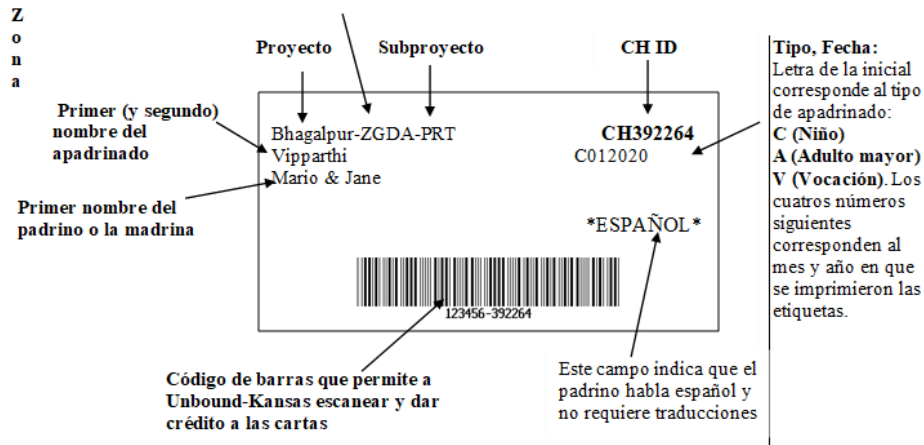 Zona
Proyecto
Subproyecto
CH ID
Primer (y segundo)
nombre del
apadrinado
Primer nombre del
padrino o la madrina
Bhagalpur-ZGDA-PRT
Vipparthi
Mario & Jane
CH392264
C012020
*ESPAÑOL*
123456-392264
Tipo, Fecha:
Letra de la inicial
corresponde al tipo
de apadrinado:
C (Niño)
A (Adulto mayor)
V (Vocación). Los
cuatros números
siguientes
corresponden al
mes y año en que
se imprimieron las
etiquetas.
Código de barras que permite a
Unbound-Kansas escanear y dar
crédito a las cartas
Este campo indica que el
padrino habla español y
no requiere traducciones